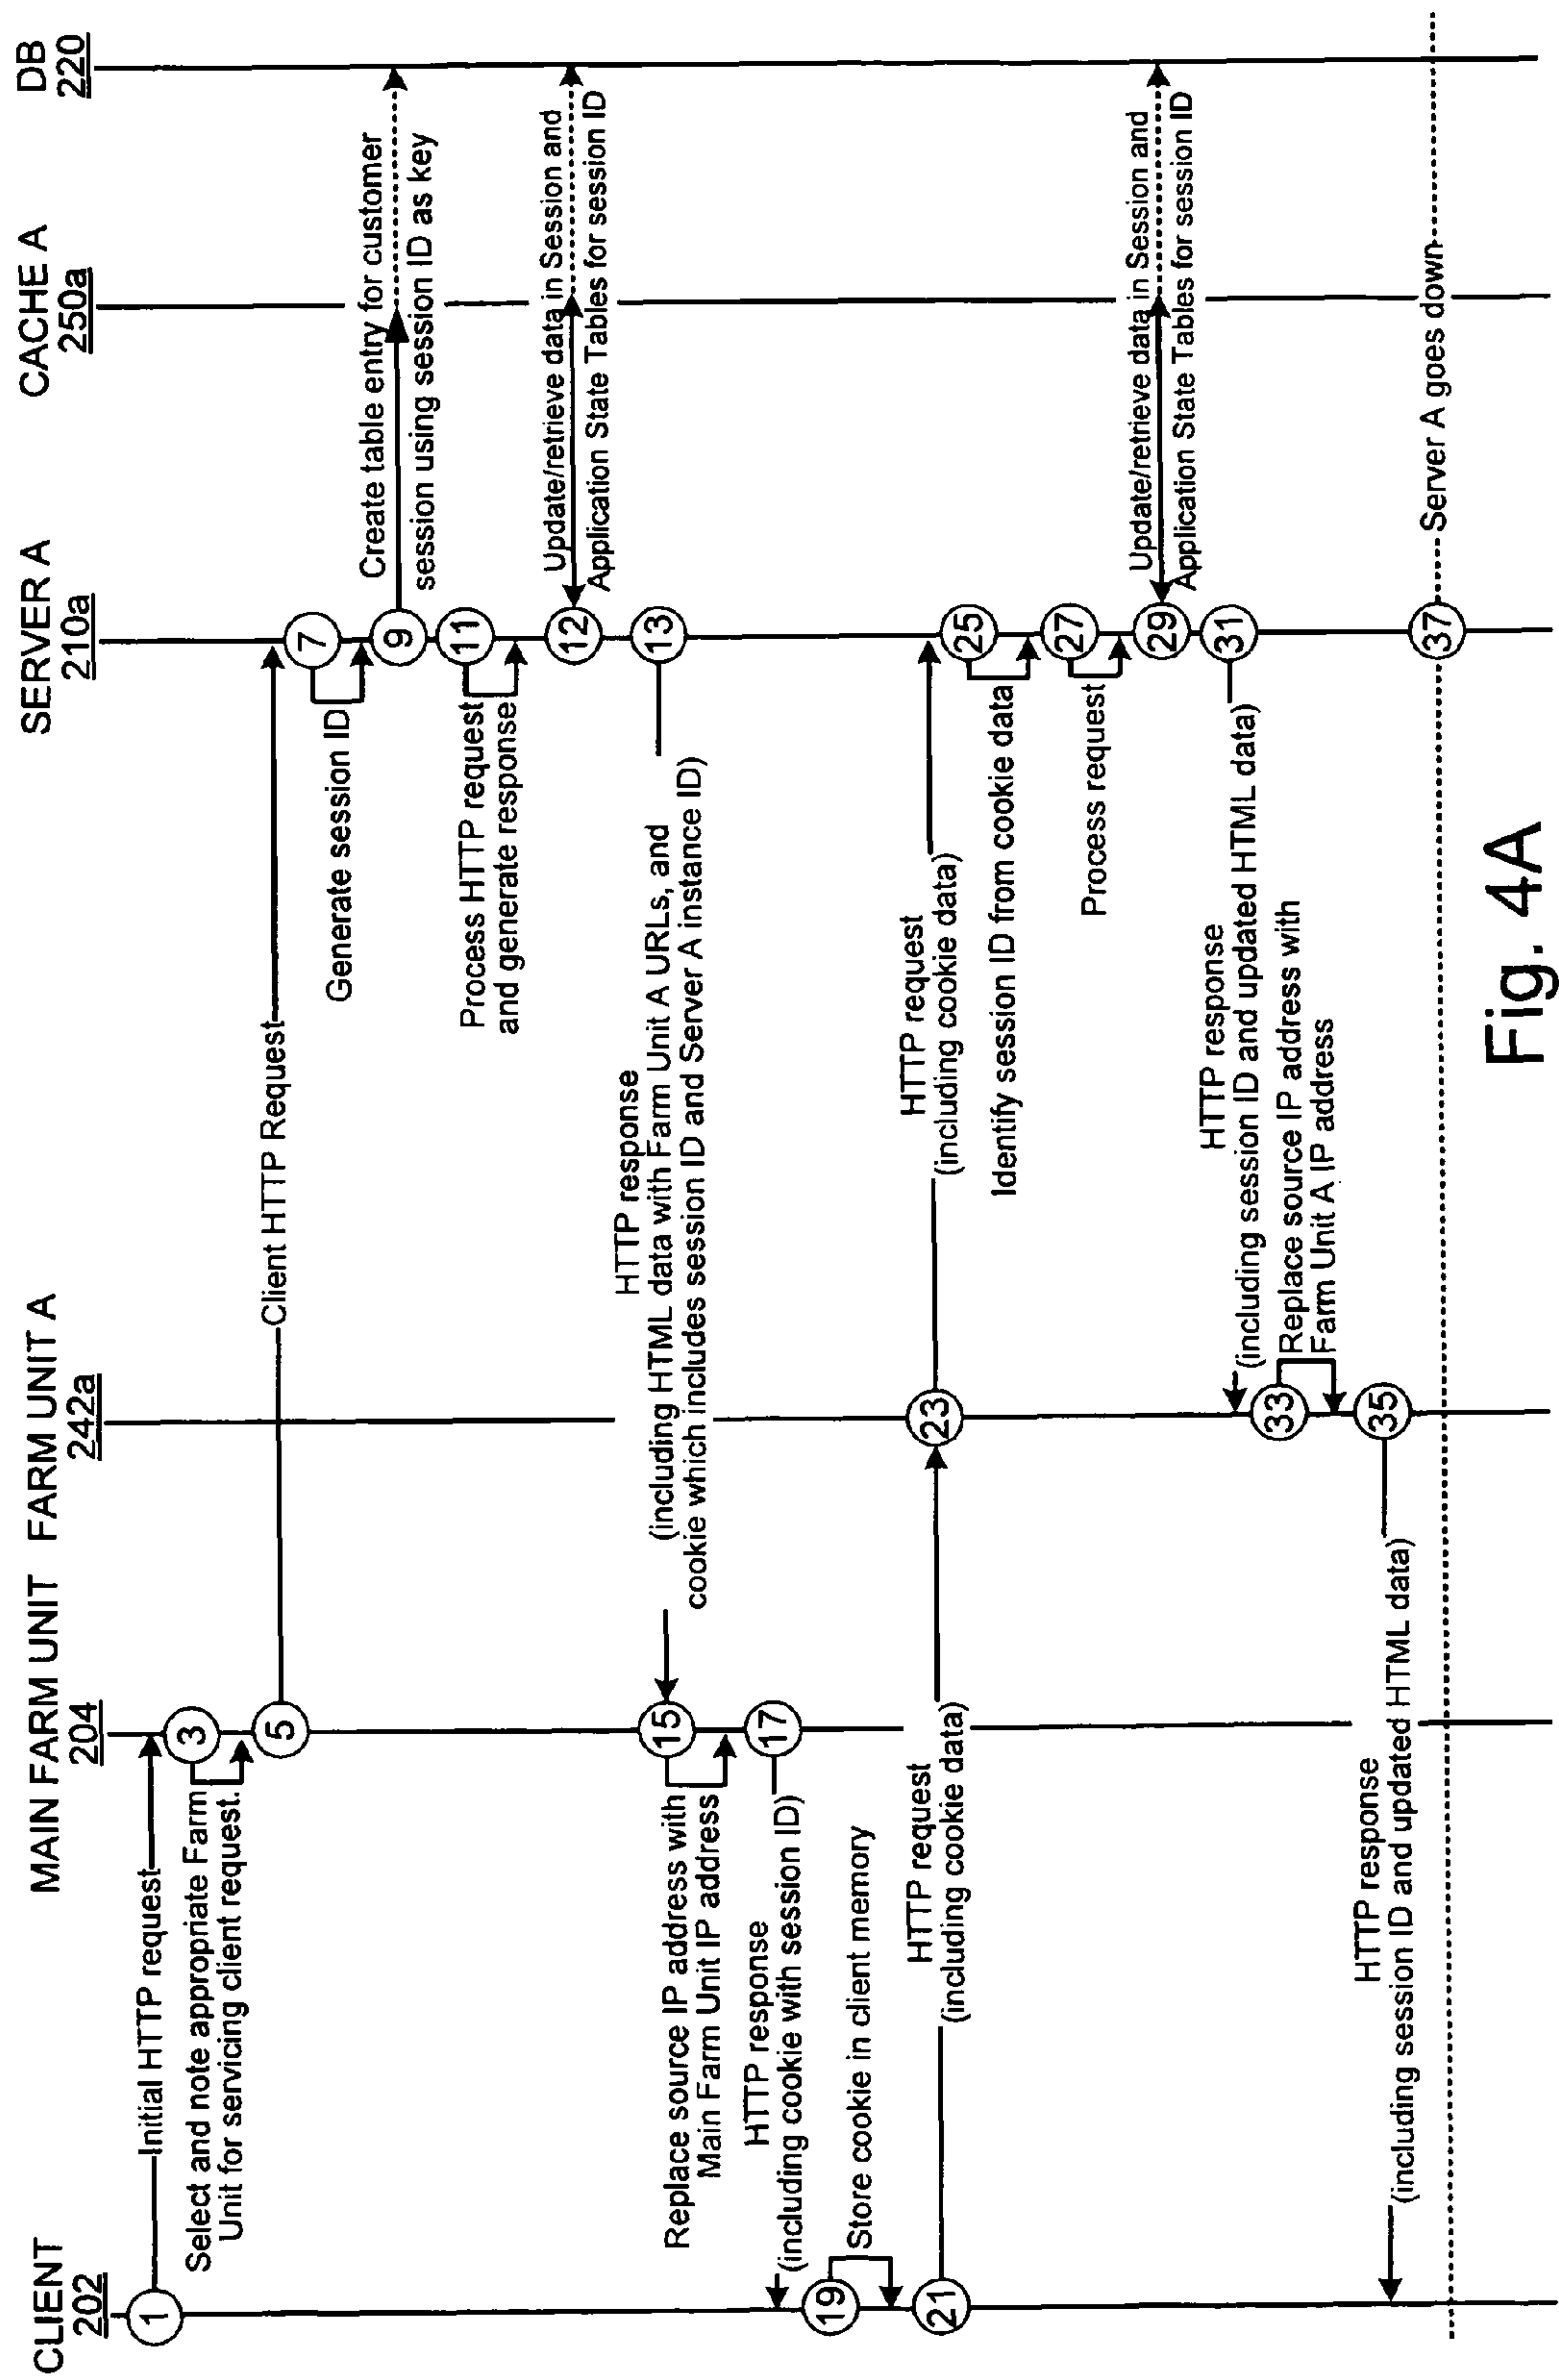 CLIENT
202
MAIN FARM UNIT
204
FARM UNIT A
242a
SERVER A
210a
CACHE A
250a
DB
220
1
Initial HTTP request
3
Select and note appropriate Farm
Unit for servicing client request.
5
Client HTTP Request
7
Generate session ID
9
Create table entry for customer
session using session ID as key
11
Process HTTP request
and generate response
12
Update/retrieve data in Session and
Application State Tables for session ID
13
HTTP response
(including HTML data with Farm Unit A URLs, and
cookie which includes session ID and Server A instance ID)
15
Replace source IP address with
Main Farm Unit IP address
17
HTTP response
(including cookie with session ID)
19
Store cookie in client memory
21
HTTP request
(including cookie data)
23
HTTP request
(including cookie data)
25
Identify session ID from cookie data
27
Process request
29
Update/retrieve data in Session and
Application State Tables for session ID
31
HTTP response
(including session ID and updated HTML data)
33
Replace source IP address with
Farm Unit A IP address
35
HTTP response
(including session ID and updated HTML data)
37
Server A goes down
Fig. 4A